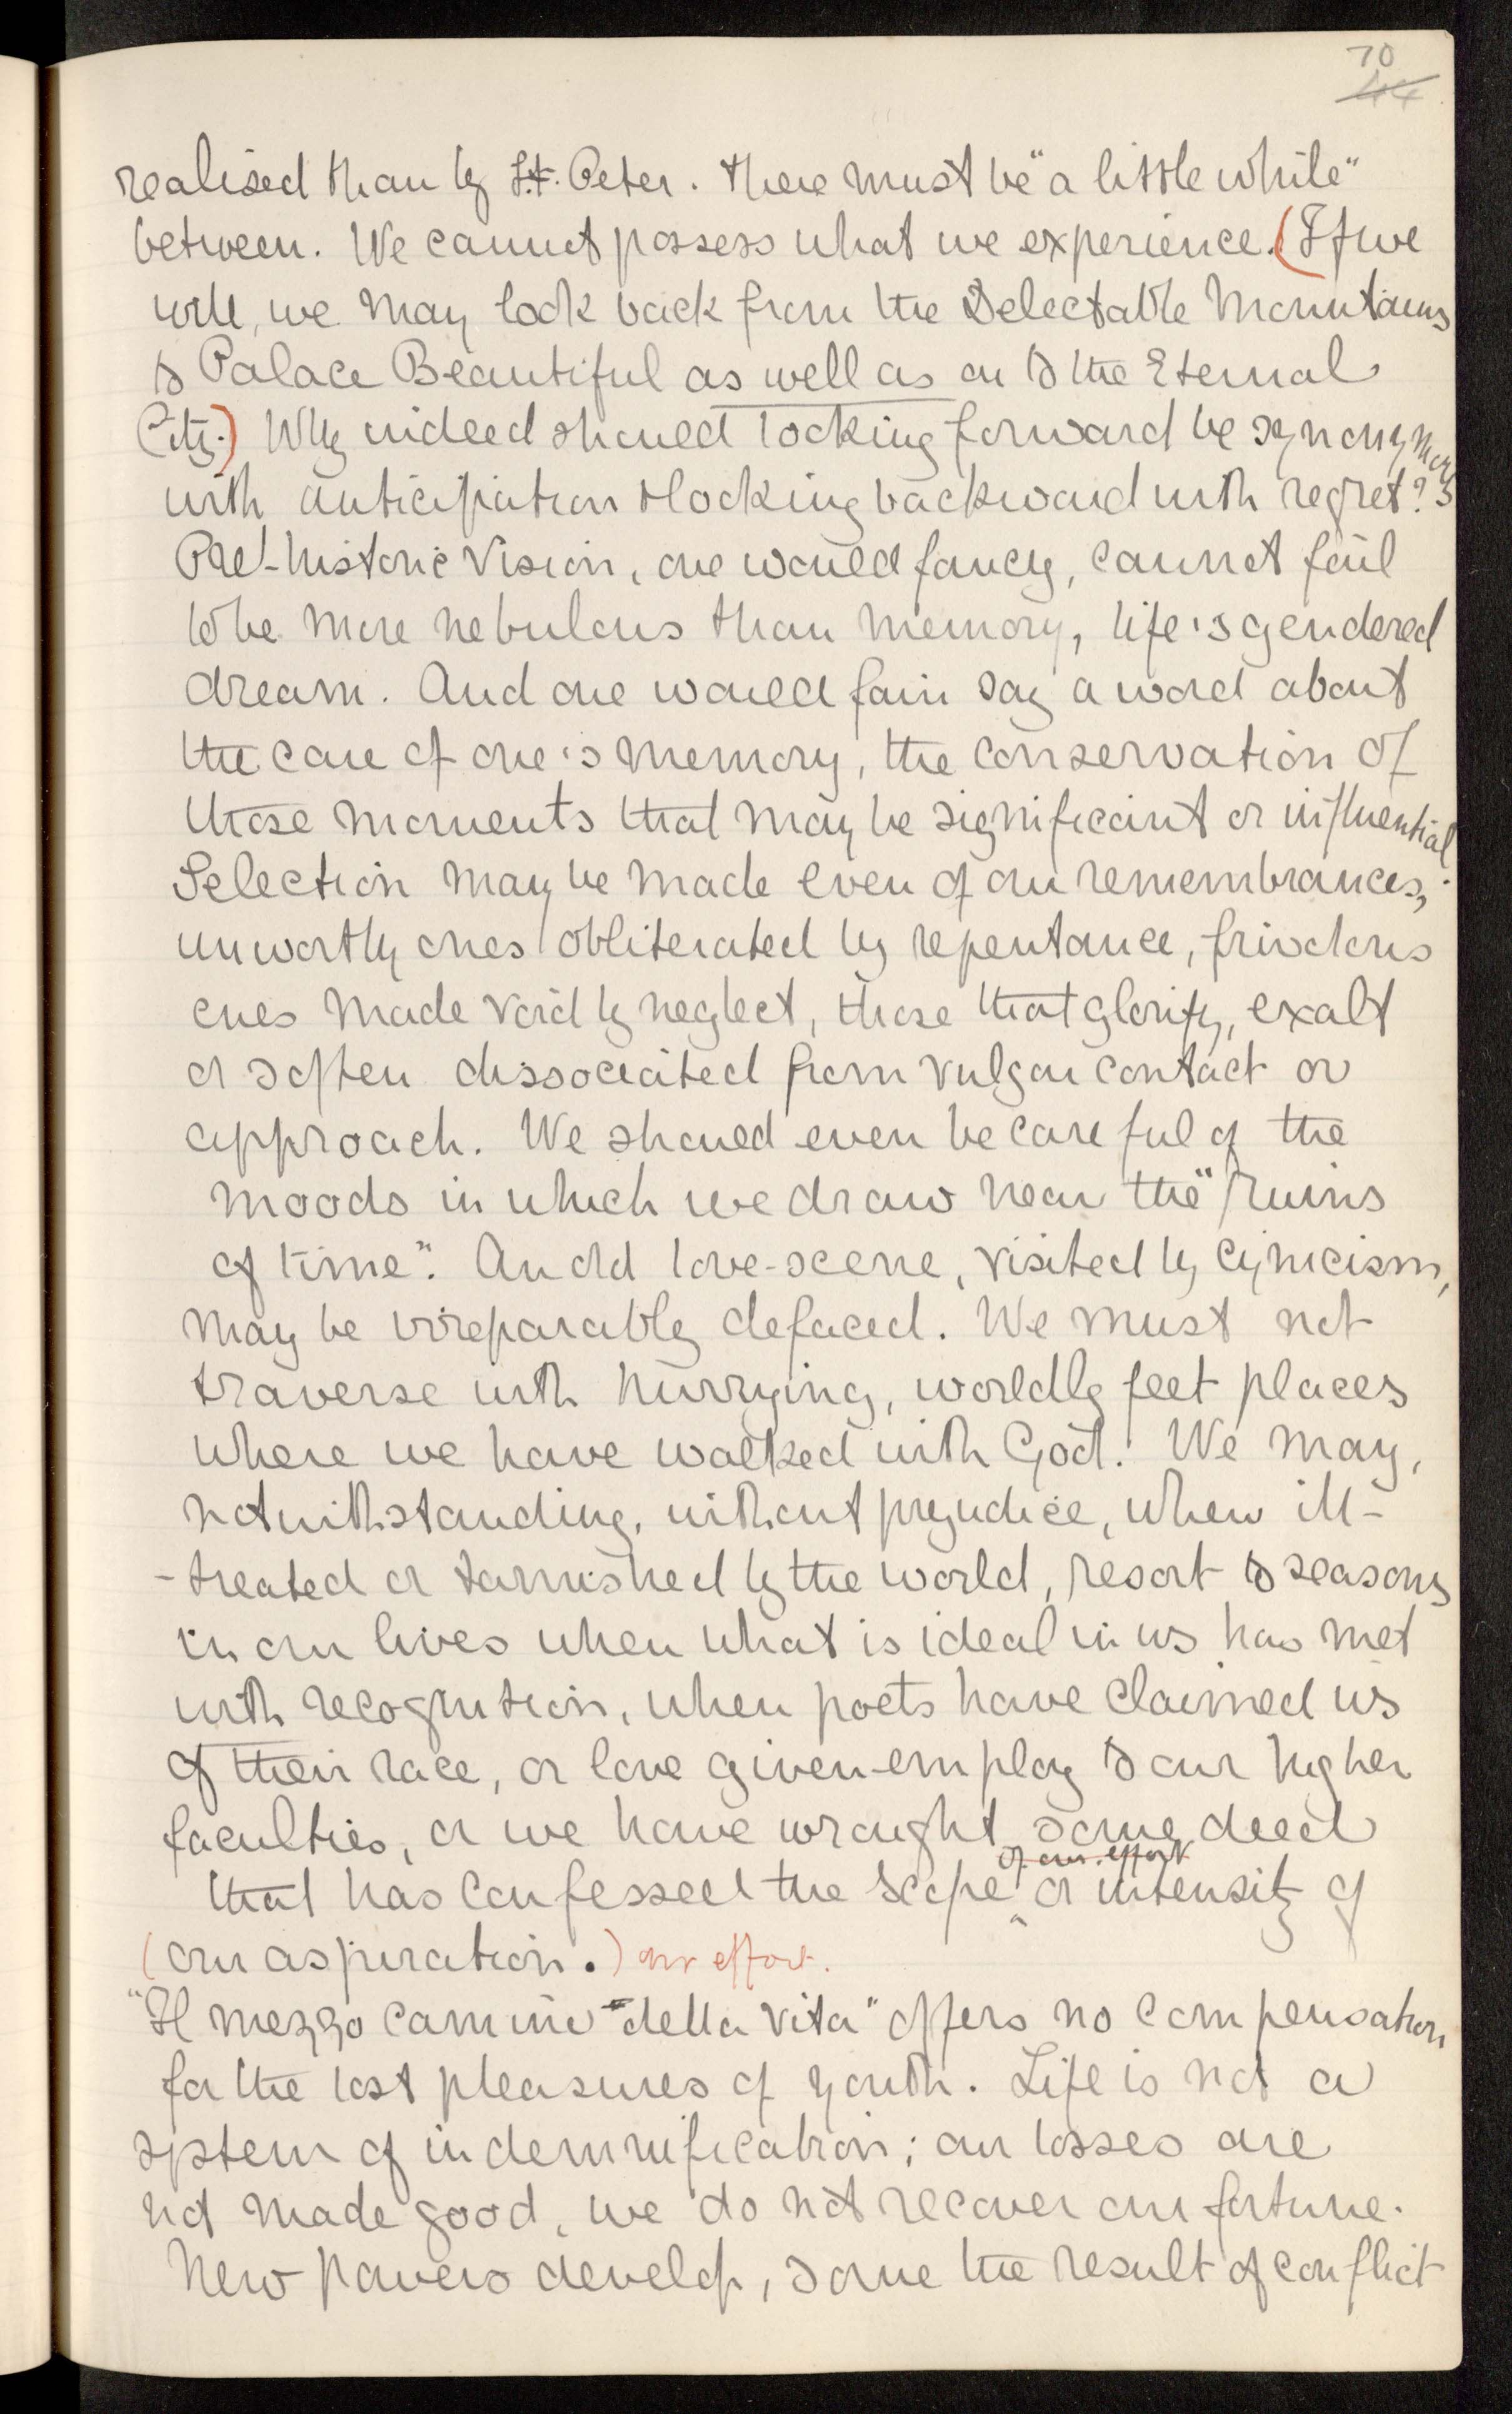 70
44
realised than by St. Peter. There must be "a little while"
between. We cannot possess what we experience. (If we
will, we may look back from the Delectable Mountains
to Palace Beautiful as well as on to the Eternal
City.) Why indeed should looking forward be synonymous
with anticipation & looking backward with regret?
Pre-historic vision, one would fancy, cannot fail
to be more nebulous than memory, life's gendered
dream. And one would fain say a word about
the care of one's memory, the conservation of
those moments that may be significant or influential.
Selection may be made even of our remembrances,
unworthy ones obliterated by repentance, frivolous
ones made void by neglect, those that glorify, exalt
or soften dissociated from vulgar contact or
approach. We should even be careful of the
moods in which we draw near the "ruins
of time". An old love-scene, visited by cynicism,
may be irreparably defaced. We must not
traverse with hurrying, worldly feet places
where we have walked with God. We may,
notwithstanding, without prejudice, when ill-
-treated or tarnished by the world, resort to seasons
in our lives when what is ideal in us has met
with recognition, when poets have claimed us
of their race, or love given employ to our higher
faculties, or we have wrought some deed
of our effort
that has confessed the scope or intensity of
(our aspiration.) our effort.
"Il mezzo cammin della vita" offers no compensation
for the lost pleasures of youth. Life is not a
system of indemnification; our losses are
not made good, we do not recover our fortune.
New powers develop, some the result of conflict